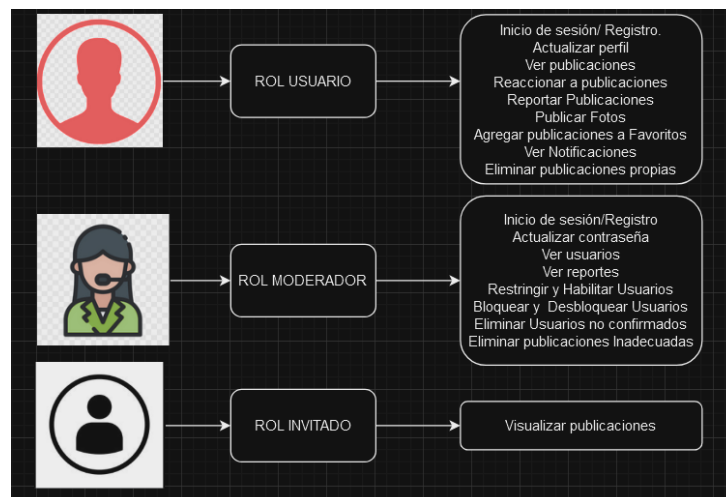 Inicio de sesión/ Registro.
Actualizar perfil
Ver publicaciones
ROL USUARIO
Reaccionar a publicaciones
Reportar Publicaciones
Publicar Fotos
Agregar publicaciones a Favoritos
Ver Notificaciones
Eliminar publicaciones propias
Inicio de sesión/Registro
Actualizar contraseña
Ver usuarios
Ver reportes
ROL MODERADOR
Restringir y Habilitar Usuarios
Bloquear y Desbloquear Usuarios
Eliminar Usuarios no confirmados
Eliminar publicaciones Inadecuadas
ROL INVITADO
Visualizar publicaciones